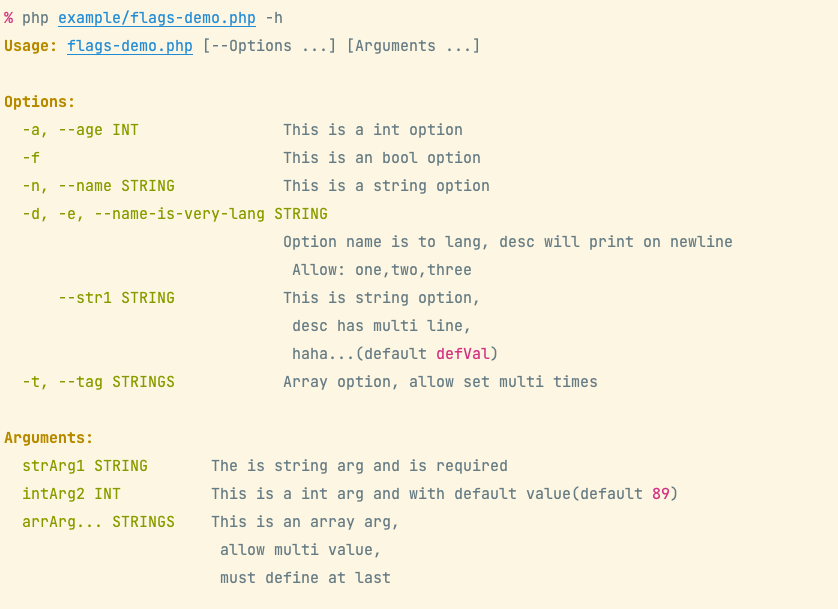 % php example/flags-demo.php -h
Usage: flags-demo.php [--Options ...] [Arguments ...]
Options:
-a, --age INT This is a int option
-f This is an bool option
-n, --name STRING This is a string option
-d, -e, --name-is-very-lang STRING
Option name is to lang, desc will print on newline
Allow: one,two,three
--str1 STRING This is string option,
desc has multi line,
haha...(default defVal)
-t, --tag STRINGS Array option, allow set multi times
Arguments:
strArg1 STRING The is string arg and is required
intArg2 INT This is a int arg and with default value(default 89)
arrArg... STRINGS This is an array arg,
allow multi value,
must define at last